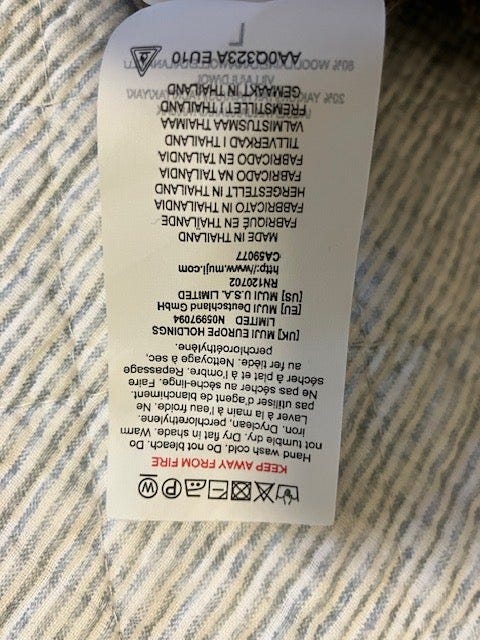 KEEP AWAY FROM FIRE
Hand wash cold. Do not bleach. Do
not tumble dry. Dry flat in shade. Warm
iron. Dryclean, perchloroethylene.
Laver à la main à l'eau froide. Ne
pas utiliser d'agent de blanchiment.
Ne pas sécher au sèche-linge. Faire
sécher à plat et à l'ombre. Repassage
au fer tiède. Nettoyage. à sec,
perchloroéthylène.
[UK] MUJI EUROPE HOLDINGS
LIMITED N05997094
[EU] MUJI Deutschland GmbH
[US] MUJI U.S.A. LIMITED
RN120702
http://www.muji.com
CA59077
MADE IN THAILAND
FABRIQUÉ EN THAÏLANDE
FABBRICATO IN THAILANDIA
HERGESTELLT IN THAILAND
FABRICADO NA TAILÂNDIA
FABRICADO EN TAILANDIA
TILLVERKAD I THAILAND
VALMISTUSMAA THAIMAA
FREMSTILLET I THAILAND
GEMAAKT IN THAILAND
AA0Q323A EU10